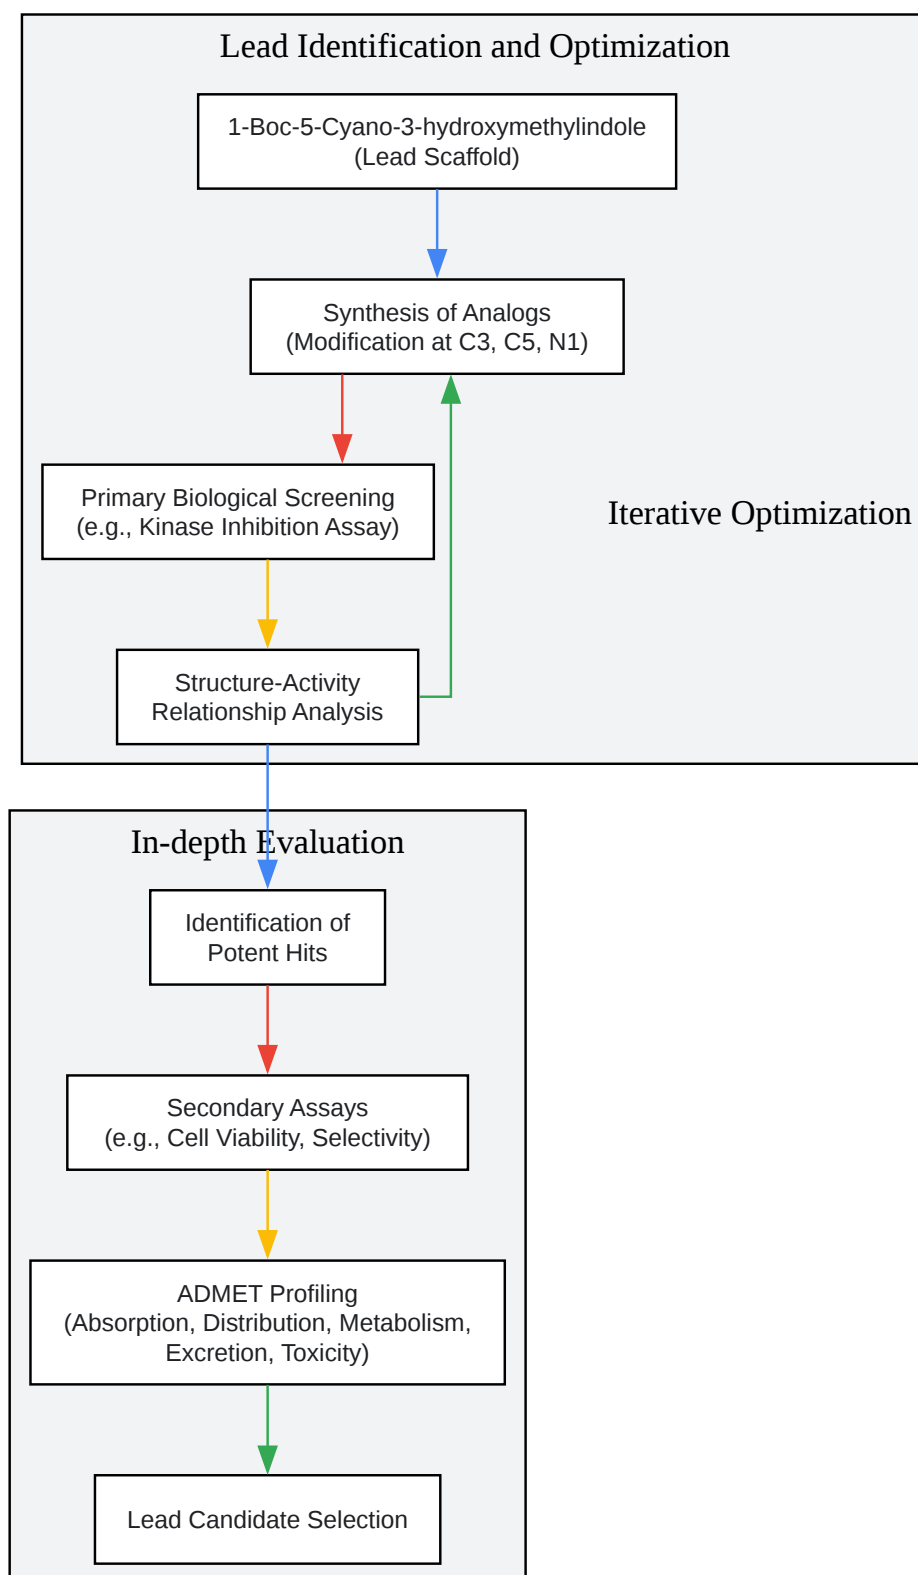 Lead Identification and Optimization
1-Boc-5-Cyano-3-hydroxymethylindole
(Lead Scaffold)
Synthesis of Analogs
(Modification at C3, C5, N1)
Primary Biological Screening
(e.g., Kinase Inhibition Assay)
Iterative Optimization
Structure-Activity
Relationship Analysis
In-depth Evaluation
Identification of
Potent Hits
Secondary Assays
(e.g., Cell Viability, Selectivity)
ADMET Profiling
(Absorption, Distribution, Metabolism,
Excretion, Toxicity)
Lead Candidate Selection